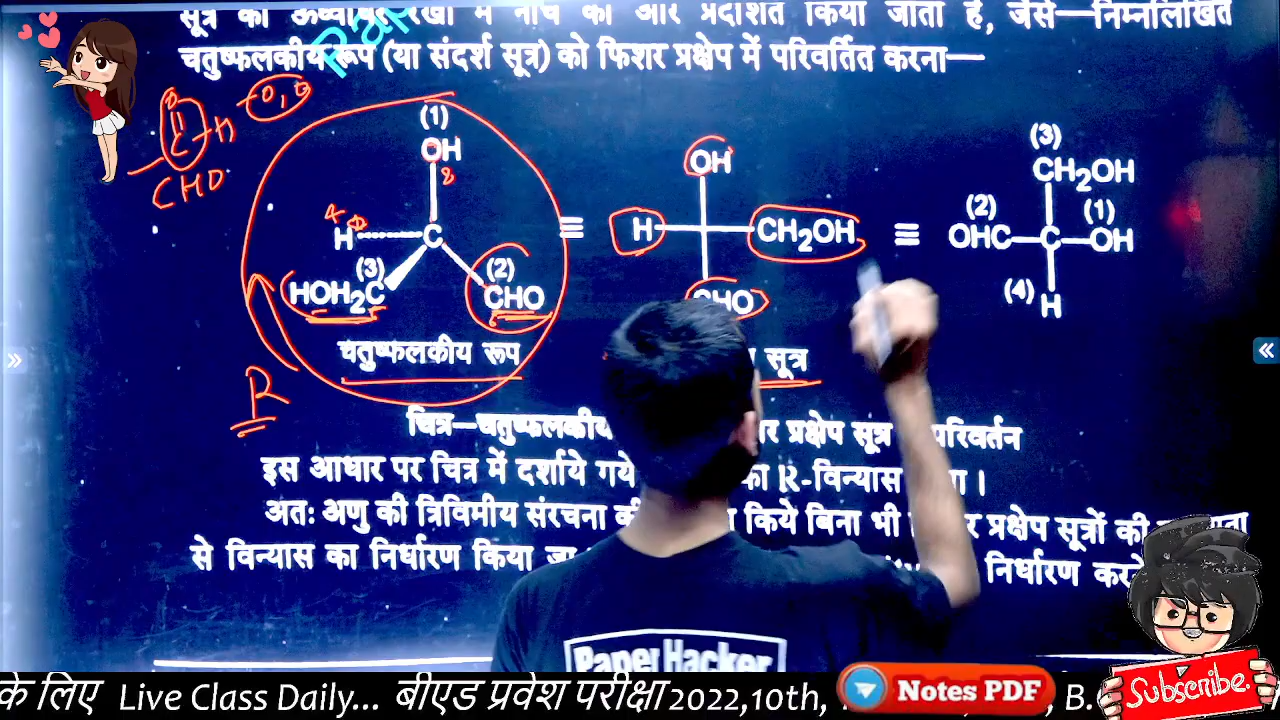 सूत्र को ऊर्ध्वाधर रेखा में नीचे की ओर प्रदर्शित किया जाता है, जैसे—निम्नलिखित
चतुष्फलकीय रूप (या संदर्श सूत्र) को फिशर प्रक्षेप में परिवर्तित करना—
CHO
(1)
OH
H
C
(3)
HOH₂C
(2)
CHO
चतुष्फलकीय रूप
R
≡
OH
H
CH₂OH
CHO
सूत्र
≡
(3)
CH₂OH
(2)
(1)
OHC—C—OH
(4)
H
चित्र—चतुष्फलकीय प्रक्षेप सूत्र परिवर्तन
इस आधार पर चित्र में दर्शाये गये का R-विन्यास
अतः अणु की त्रिविमीय संरचना किये बिना भी प्रक्षेप सूत्रों की
से विन्यास का निर्धारण किया निर्धारण
Paper Hacker
के लिए Live Class Daily... बीएड प्रवेश परीक्षा 2022,10th,
Notes PDF
Subscribe.